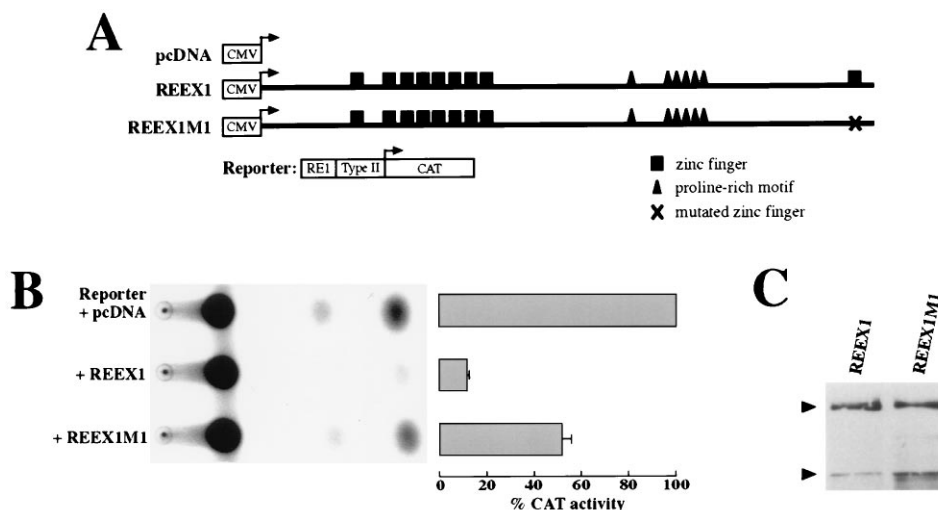 A
pcDNA CMV
REEX1 CMV
REEX1M1 CMV
Reporter: RE1 Type II CAT
zinc finger
proline-rich motif
mutated zinc finger
B
Reporter
+ pcDNA
+ REEX1
+ REEX1M1
0 20 40 60 80 100
% CAT activity
C
REEX1
REEX1M1